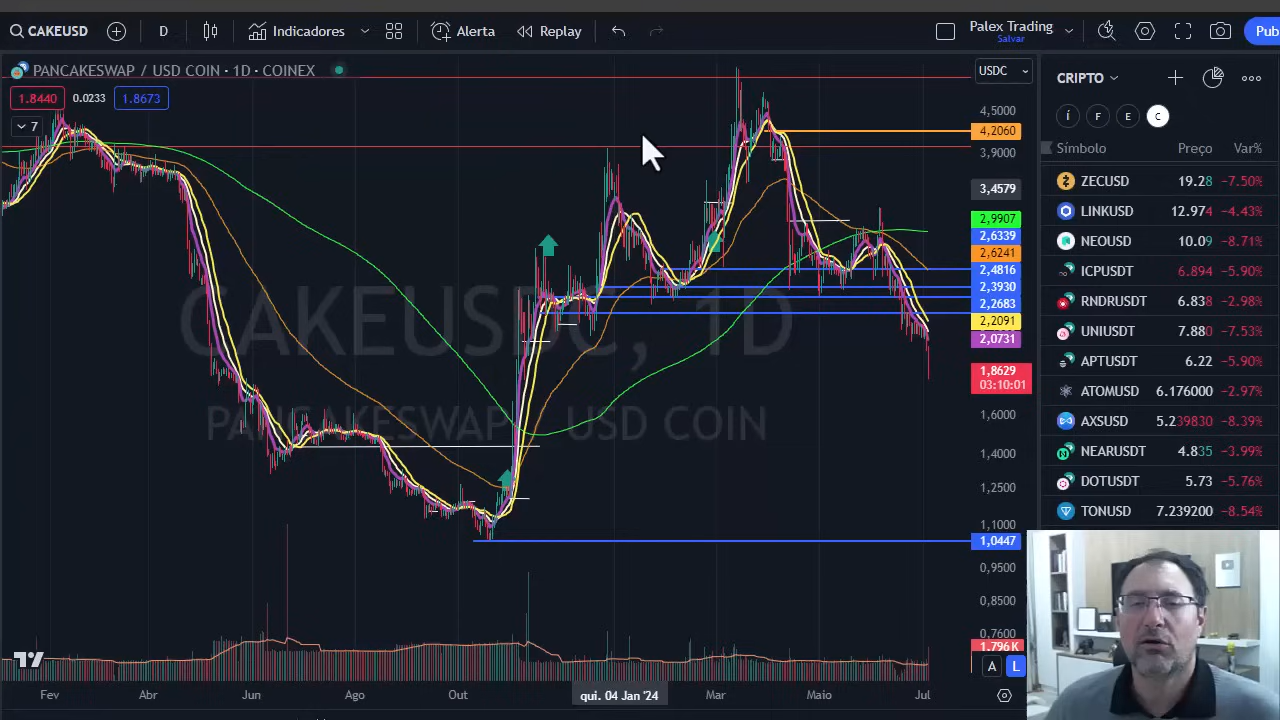 CAKEUSD D Indicadores Alerta Replay Palex Trading Pub
Salvar
PANCAKESWAP / USD COIN · 1D · COINEX USDC CRIPTO
1.8440 0.0233 1.8673
7
I F E C
Símbolo Preço Var%
ZECUSD 19.28 -7.50%
LINKUSD 12.974 -4.43%
NEOUSD 10.09 -8.71%
ICPUSDT 6.894 -5.90%
RNDRUSDT 6.838 -2.98%
UNIUSDT 7.880 -7.53%
APTUSDT 6.22 -5.90%
ATOMUSD 6.176000 -2.97%
AXSUSD 5.239830 -8.39%
NEARUSDT 4.835 -3.99%
DOTUSDT 5.73 -5.76%
TONUSD 7.239200 -8.54%
4,5000
4,2060
3,9000
3,4579
2,9907
2,6339
2,6241
2,4816
2,3930
2,2683
2,2091
2,0731
1,8629
03:10:01
1,6000
1,4000
1,2500
1,1000
1,0447
0,9500
0,8500
0,7600
1.796K
A L
CAKEUSDC, 1D
PANCAKESWAP / USD COIN
Fev Abr Jun Ago Out qui. 04 Jan '24 Mar Maio Jul